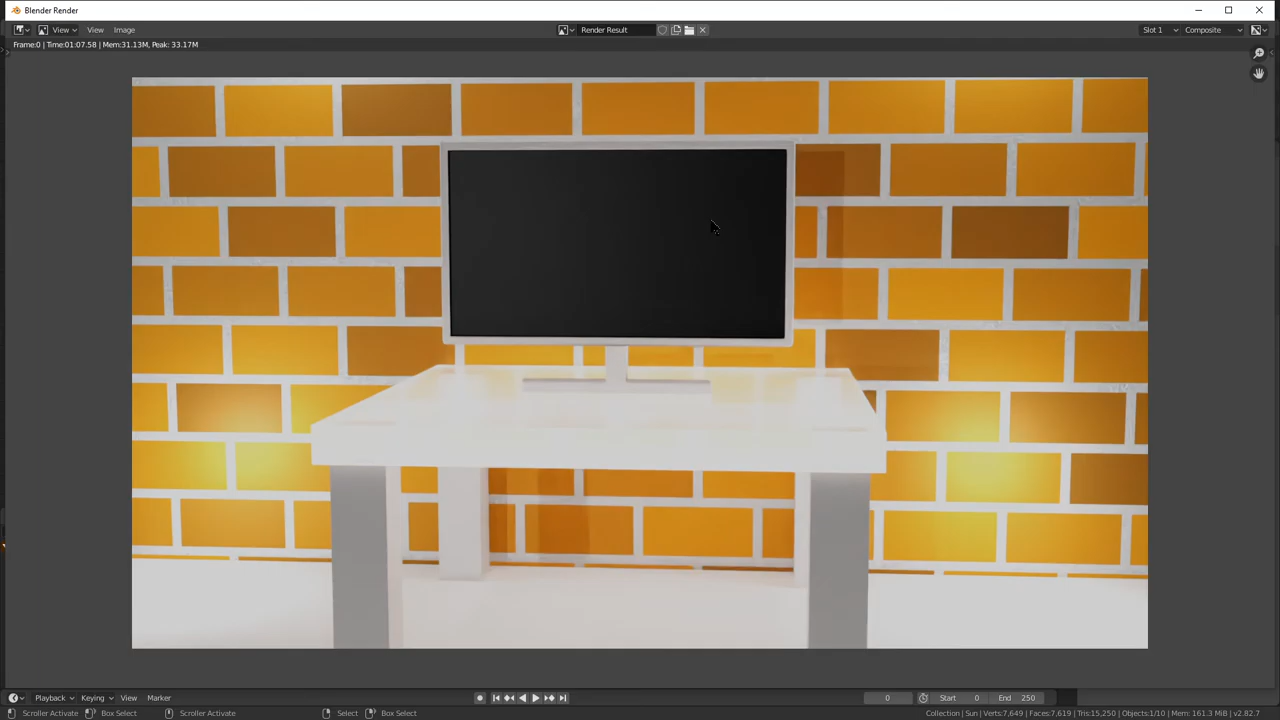 Blender Render
View View Image Render Result Slot 1 Composite
Frame:0 | Time:01:07.58 | Mem:31.13M, Peak: 33.17M
Playback Keying View Marker 0 Start 0 End 250
Scroller Activate Box Select Scroller Activate Select Box Select Collection | Sun | Verts:7,649 | Faces:7,619 | Tris:15,250 | Objects:1/10 | Mem: 161.3 MiB | v2.82.7